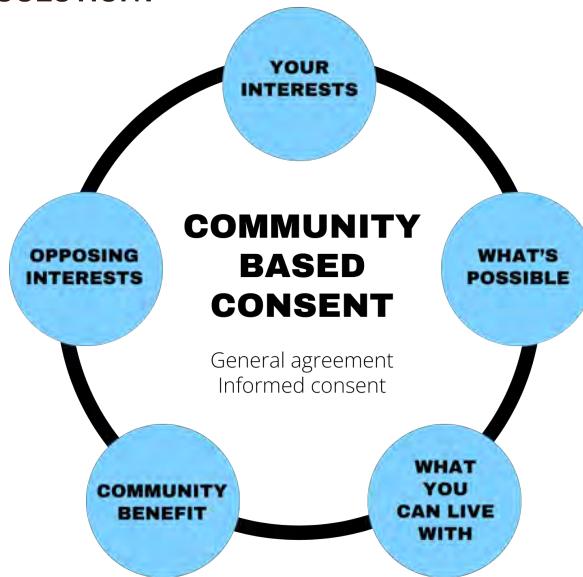 YOUR
INTERESTS
OPPOSING
INTERESTS
COMMUNITY
BASED
CONSENT
WHAT'S
POSSIBLE
General agreement
Informed consent
COMMUNITY
BENEFIT
WHAT
YOU
CAN LIVE
WITH